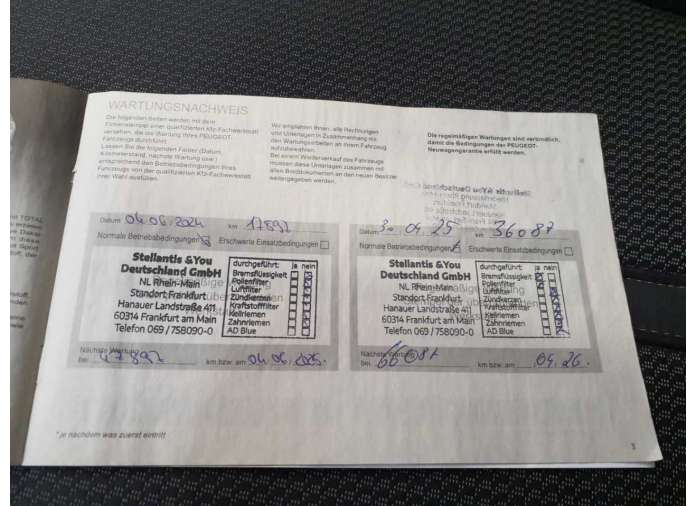 WARTUNGSNACHWEIS
Die folgenden Seiten werden mit dem
Firmenstempel einer qualifizierten Kfz-Fachwerkstatt
versehen, die die Wartung Ihres PEUGEOT-
Fahrzeugs durchführt.
Lassen Sie die folgenden Felder (Datum,
Kilometerstand, nächste Wartung usw.)
entsprechend den Betriebsbedingungen Ihres
Fahrzeugs von der qualifizierten Kfz-Fachwerkstatt
Ihrer Wahl ausfüllen.
Wir empfehlen Ihnen, alle Rechnungen
und Unterlagen in Zusammenhang mit
den Wartungsarbeiten an Ihrem Fahrzeug
aufzubewahren.
Bei einem Wiederverkauf des Fahrzeugs
müssen diese Unterlagen zusammen mit
allen Borddokumenten an den neuen Besitzer
weitergegeben werden.
Die regelmäßigen Wartungen sind verbindlich,
damit die Bedingungen der PEUGEOT-
Neuwagengarantie erfüllt werden.
Datum 04.06.2024 km 17892
Normale Betriebsbedingungen Erschwerte Einsatzbedingungen
Stellantis &You
Deutschland GmbH
NL Rhein-Main
Standort Frankfurt
Hanauer Landstraße 411
60314 Frankfurt am Main
Telefon 069 / 758090-0
durchgeführt: ja nein
Bremsflüssigkeit
Pollenfilter
Luftfilter
Zündkerzen
Kraftstofffilter
Keilriemen
Zahnriemen
AD Blue
Nächste Wartung
bei 47892 km bzw. am 04.06.2025.
Datum 30.04.25 km 36087
Normale Betriebsbedingungen Erschwerte Einsatzbedingungen
Stellantis &You
Deutschland GmbH
NL Rhein-Main
Standort Frankfurt
Hanauer Landstraße 411
60314 Frankfurt am Main
Telefon 069 / 758090-0
durchgeführt: ja nein
Bremsflüssigkeit
Pollenfilter
Luftfilter
Zündkerzen
Kraftstofffilter
Keilriemen
Zahnriemen
AD Blue
Nächste Wartung
bei 66087 km bzw. am 04.26.
*je nachdem was zuerst eintritt
3